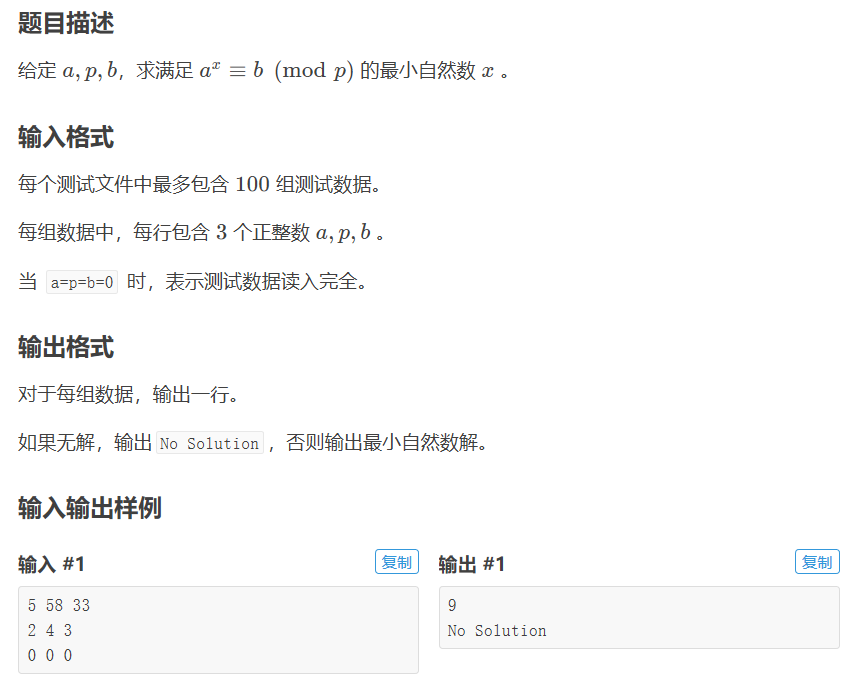 题目描述
给定 a, p, b，求满足 a^x ≡ b (mod p) 的最小自然数 x 。
输入格式
每个测试文件中最多包含 100 组测试数据。
每组数据中，每行包含 3 个正整数 a, p, b 。
当 a=p=b=0 时，表示测试数据读入完全。
输出格式
对于每组数据，输出一行。
如果无解，输出 No Solution ，否则输出最小自然数解。
输入输出样例
输入 #1 复制
5 58 33
2 4 3
0 0 0
输出 #1 复制
9
No Solution